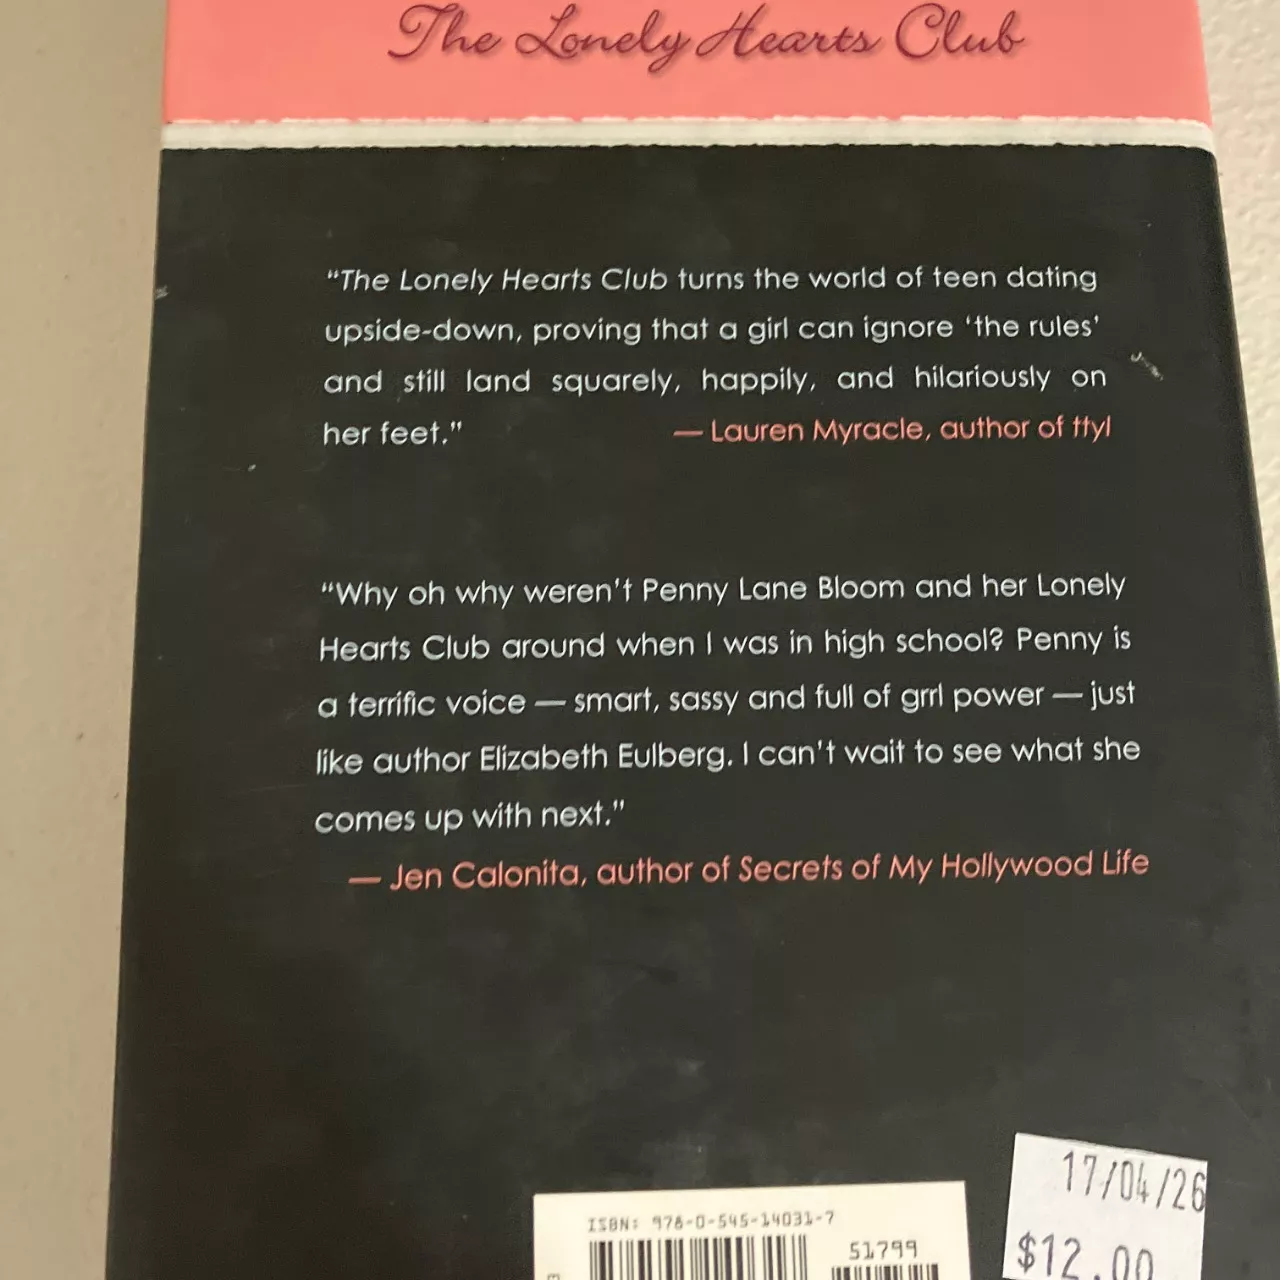 The Lonely Hearts Club
“The Lonely Hearts Club turns the world of teen dating
upside-down, proving that a girl can ignore ‘the rules’
and still land squarely, happily, and hilariously on
her feet.” — Lauren Myracle, author of ttyl
“Why oh why weren’t Penny Lane Bloom and her Lonely
Hearts Club around when I was in high school? Penny is
a terrific voice — smart, sassy and full of grrl power — just
like author Elizabeth Eulberg. I can’t wait to see what she
comes up with next.”
— Jen Calonita, author of Secrets of My Hollywood Life
17/04/26
$12.00
ISBN: 978-0-545-14031-7
51799